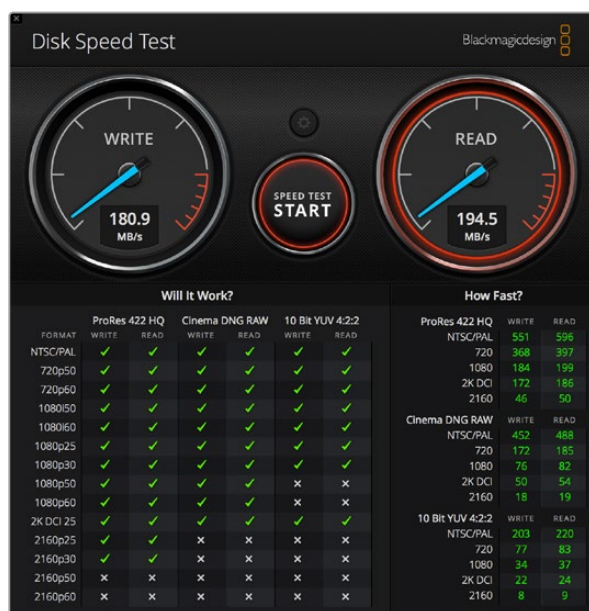 Disk Speed Test
Blackmagicdesign
WRITE
180.9
MB/s
SPEED TEST
START
READ
194.5
MB/s
Will It Work?
ProRes 422 HQ Cinema DNG RAW 10 Bit YUV 4:2:2
FORMAT WRITE READ WRITE READ WRITE READ
NTSC/PAL ✓ ✓ ✓ ✓ ✓ ✓
720p50 ✓ ✓ ✓ ✓ ✓ ✓
720p60 ✓ ✓ ✓ ✓ ✓ ✓
1080i50 ✓ ✓ ✓ ✓ ✓ ✓
1080i60 ✓ ✓ ✓ ✓ ✓ ✓
1080p25 ✓ ✓ ✓ ✓ ✓ ✓
1080p30 ✓ ✓ ✓ ✓ ✓ ✓
1080p50 ✓ ✓ ✓ ✓ × ×
1080p60 ✓ ✓ ✓ ✓ × ×
2K DCI 25 ✓ ✓ ✓ ✓ ✓ ✓
2160p25 ✓ ✓ × × × ×
2160p30 ✓ ✓ × × × ×
2160p50 × × × × × ×
2160p60 × × × × × ×
How Fast?
ProRes 422 HQ WRITE READ
NTSC/PAL 551 596
720 368 397
1080 184 199
2K DCI 172 186
2160 46 50
Cinema DNG RAW WRITE READ
NTSC/PAL 452 488
720 172 185
1080 76 82
2K DCI 50 54
2160 18 19
10 Bit YUV 4:2:2 WRITE READ
NTSC/PAL 203 220
720 77 83
1080 34 37
2K DCI 22 24
2160 8 9